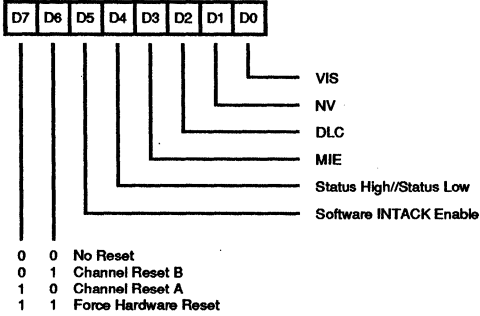 D7 D6 D5 D4 D3 D2 D1 D0
VIS
NV
DLC
MIE
Status High//Status Low
Software INTACK Enable
0 0 No Reset
0 1 Channel Reset B
1 0 Channel Reset A
1 1 Force Hardware Reset